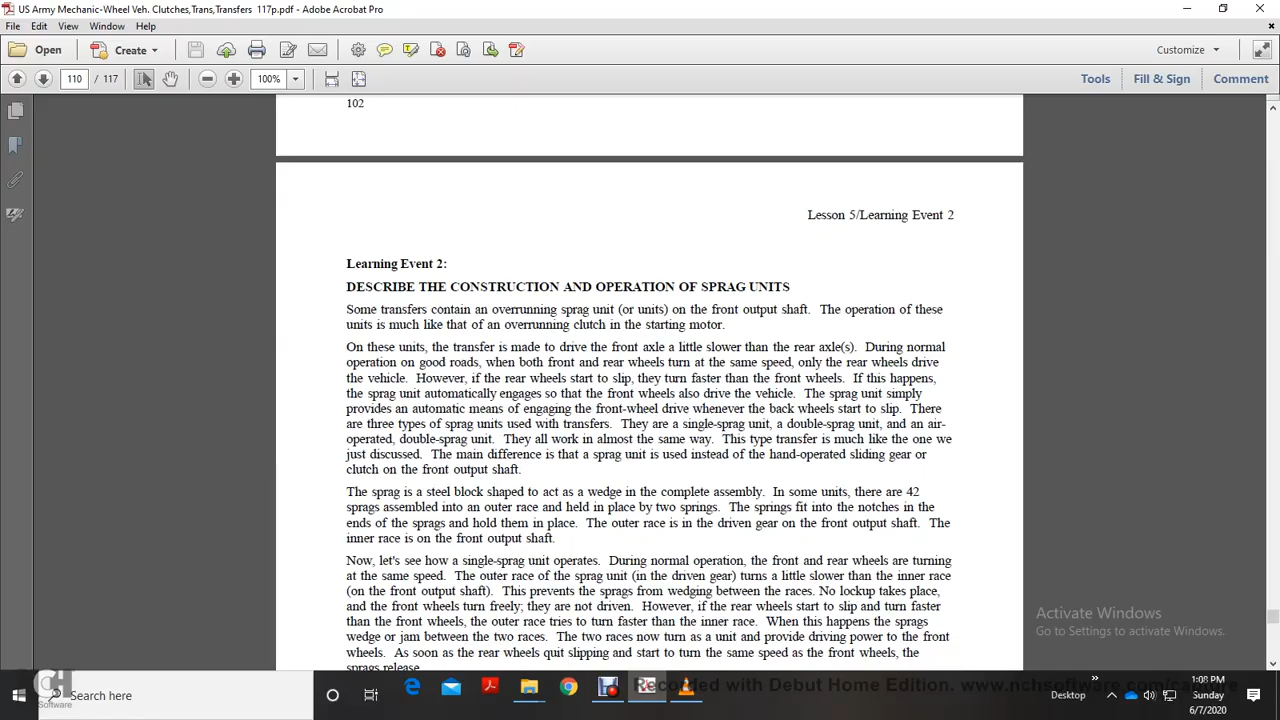 US Army Mechanic-Wheel Veh. Clutches,Trans,Transfers 117p.pdf - Adobe Acrobat Pro
File Edit View Window Help
Open Create Customize
110 / 117 100% Tools Fill & Sign Comment
102
Lesson 5/Learning Event 2
Learning Event 2:
DESCRIBE THE CONSTRUCTION AND OPERATION OF SPRAG UNITS
Some transfers contain an overrunning sprag unit (or units) on the front output shaft. The operation of these
units is much like that of an overrunning clutch in the starting motor.
On these units, the transfer is made to drive the front axle a little slower than the rear axle(s). During normal
operation on good roads, when both front and rear wheels turn at the same speed, only the rear wheels drive
the vehicle. However, if the rear wheels start to slip, they turn faster than the front wheels. If this happens,
the sprag unit automatically engages so that the front wheels also drive the vehicle. The sprag unit simply
provides an automatic means of engaging the front-wheel drive whenever the back wheels start to slip. There
are three types of sprag units used with transfers. They are a single-sprag unit, a double-sprag unit, and an air-
operated, double-sprag unit. They all work in almost the same way. This type transfer is much like the one we
just discussed. The main difference is that a sprag unit is used instead of the hand-operated sliding gear or
clutch on the front output shaft.
The sprag is a steel block shaped to act as a wedge in the complete assembly. In some units, there are 42
sprags assembled into an outer race and held in place by two springs. The springs fit into the notches in the
ends of the sprags and hold them in place. The outer race is in the driven gear on the front output shaft. The
inner race is on the front output shaft.
Now, let's see how a single-sprag unit operates. During normal operation, the front and rear wheels are turning
at the same speed. The outer race of the sprag unit (in the driven gear) turns a little slower than the inner race
(on the front output shaft). This prevents the sprags from wedging between the races. No lockup takes place,
and the front wheels turn freely; they are not driven. However, if the rear wheels start to slip and turn faster
than the front wheels, the outer race tries to turn faster than the inner race. When this happens the sprags
wedge or jam between the two races. The two races now turn as a unit and provide driving power to the front
wheels. As soon as the rear wheels quit slipping and start to turn the same speed as the front wheels, the
sprags release.
Activate Windows
Go to Settings to activate Windows.
NCH Software
Search here
Recorded with Debut Home Edition. www.nchsoftware.com/capture
Desktop
1:08 PM
Sunday
6/7/2020